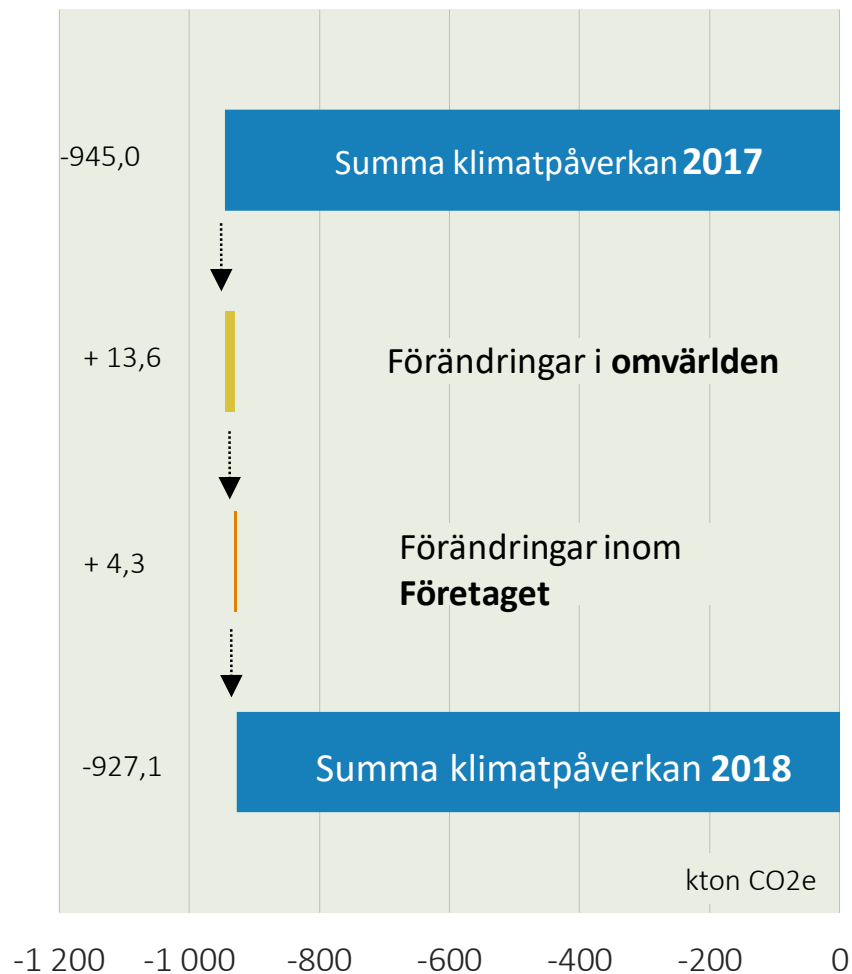 -945,0
Summa klimatpåverkan 2017
+ 13,6
Förändringar i omvärlden
+ 4,3
Förändringar inom
Företaget
-927,1
Summa klimatpåverkan 2018
kton CO2e
-1 200 -1 000 -800 -600 -400 -200 0